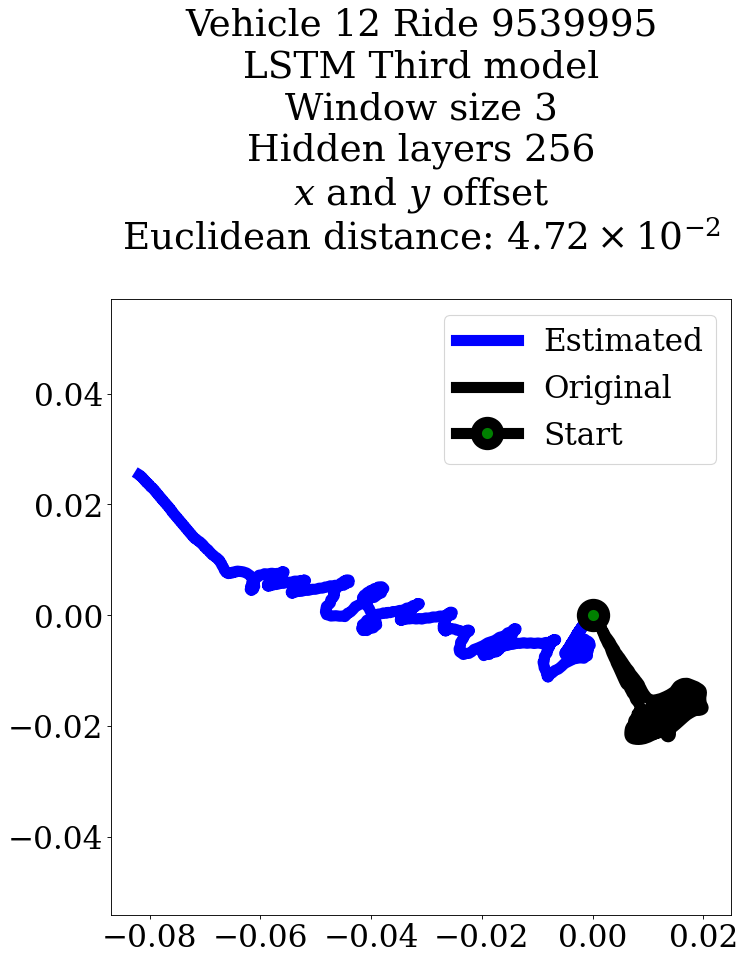 Vehicle 12 Ride 9539995
LSTM Third model
Window size 3
Hidden layers 256
x and y offset
Euclidean distance: 4.72 × 10⁻²
Estimated
Original
Start
0.04
0.02
0.00
−0.02
−0.04
−0.08 −0.06 −0.04 −0.02 0.00 0.02